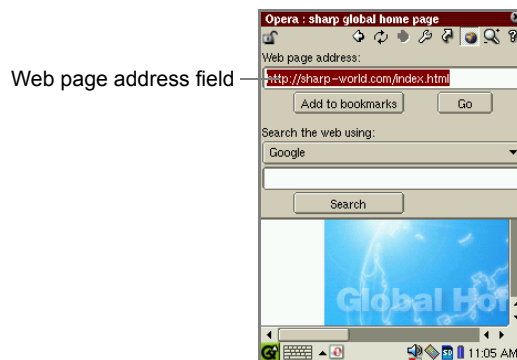 Opera : sharp global home page
Web page address:
Web page address field
http://sharp-world.com/index.html
Add to bookmarks Go
Search the web using:
Google
Search
Global Hom
11:05 AM